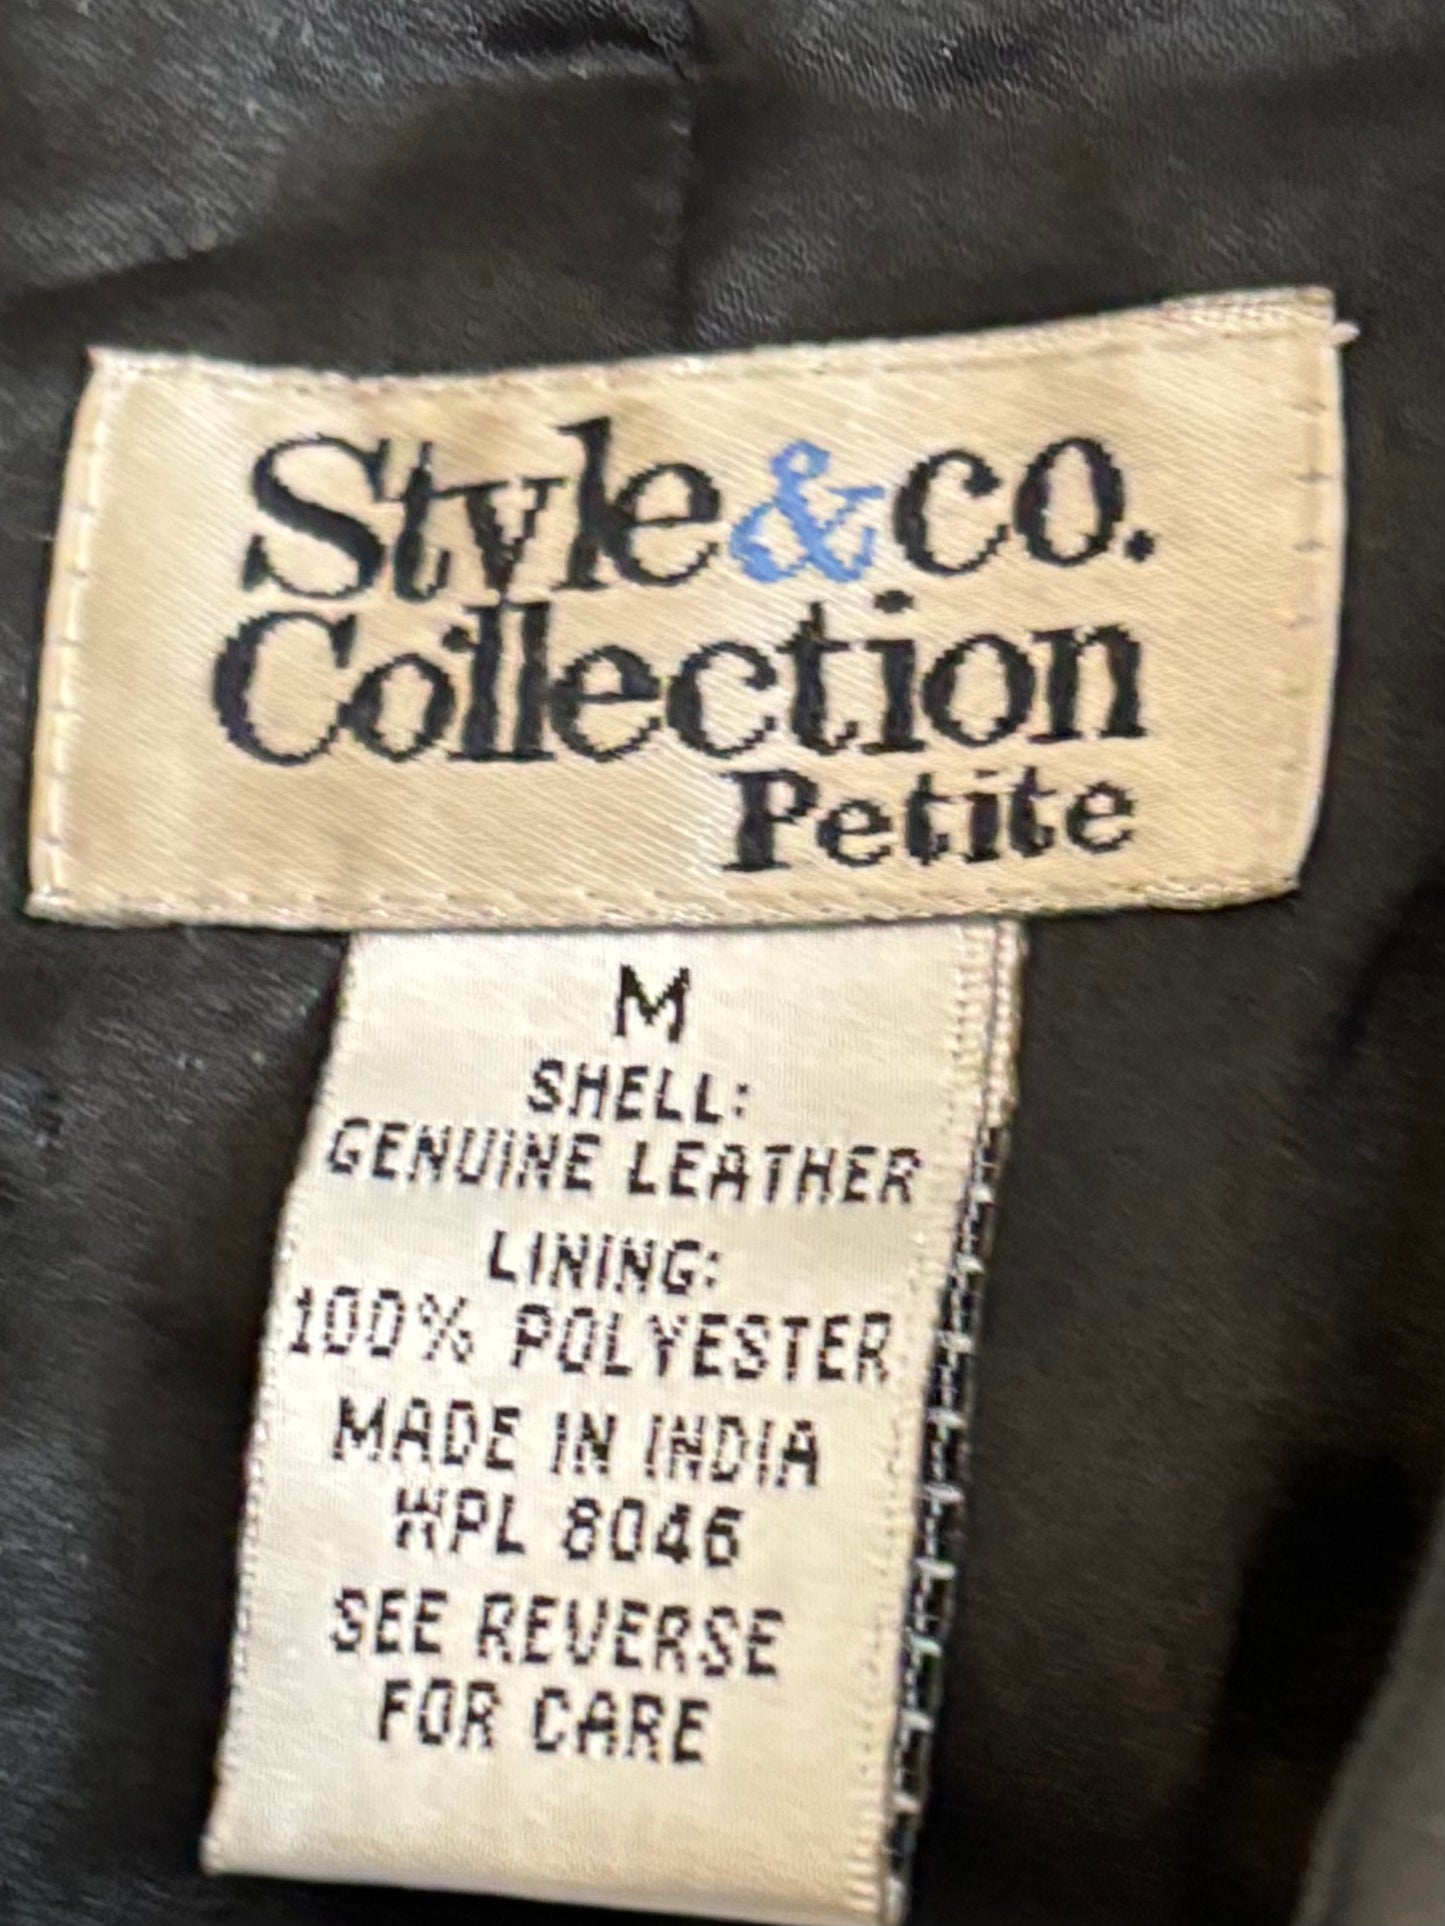 Style&co.
Collection
Petite
M
SHELL:
GENUINE LEATHER
LINING:
100% POLYESTER
MADE IN INDIA
WPL 8046
SEE REVERSE
FOR CARE